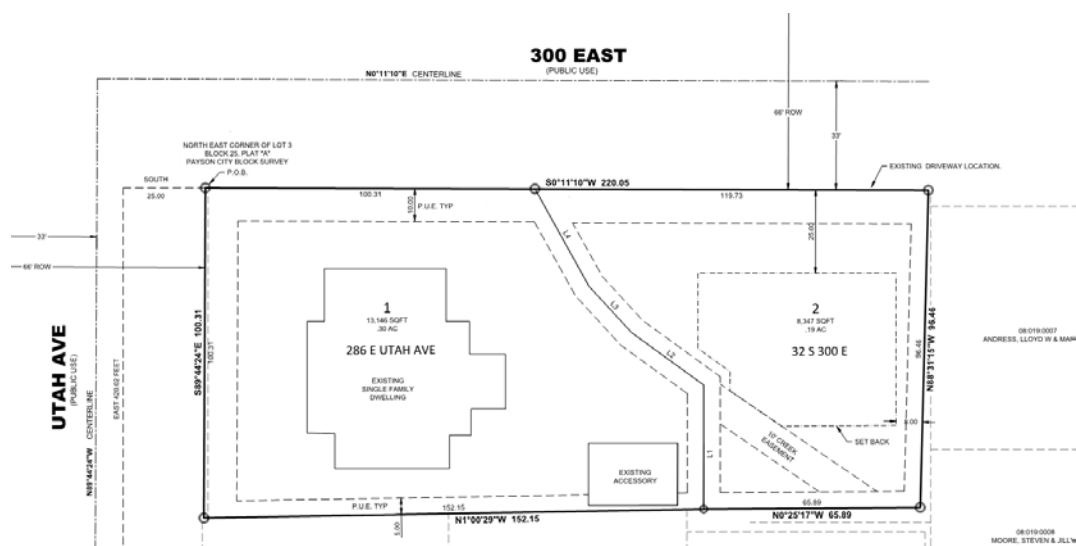 300 EAST
(PUBLIC USE)
N0°11'10"E CENTERLINE
66' ROW
33'
NORTH EAST CORNER OF LOT 3
BLOCK 25, PLAT "A"
PAYSON CITY BLOCK SURVEY
P.O.B.
EXISTING DRIVEWAY LOCATION.
SOUTH
25.00
S0°11'10"W 220.05
100.31
119.73
10.00
P.U.E. TYP
25.00
33'
66' ROW
L4
L3
L2
L1
1
13,146 SQFT
.30 AC
286 E UTAH AVE
EXISTING
SINGLE FAMILY
DWELLING
2
8,347 SQFT
.19 AC
32 S 300 E
08:019:0007
ANDRESS, LLOYD W &
UTAH AVE
(PUBLIC USE)
N89°44'24"W CENTERLINE
EAST 420.62 FEET
S89°44'24"E 100.31
100.31
96.46
N88°31'15"W 96.46
SET BACK
10' CREEK
EASEMENT
EXISTING
ACCESSORY
P.U.E. TYP
5.00
152.15
N1°00'29"W 152.15
65.89
N0°25'17"W 65.89
08:019:0008
MOORE, STEVEN &